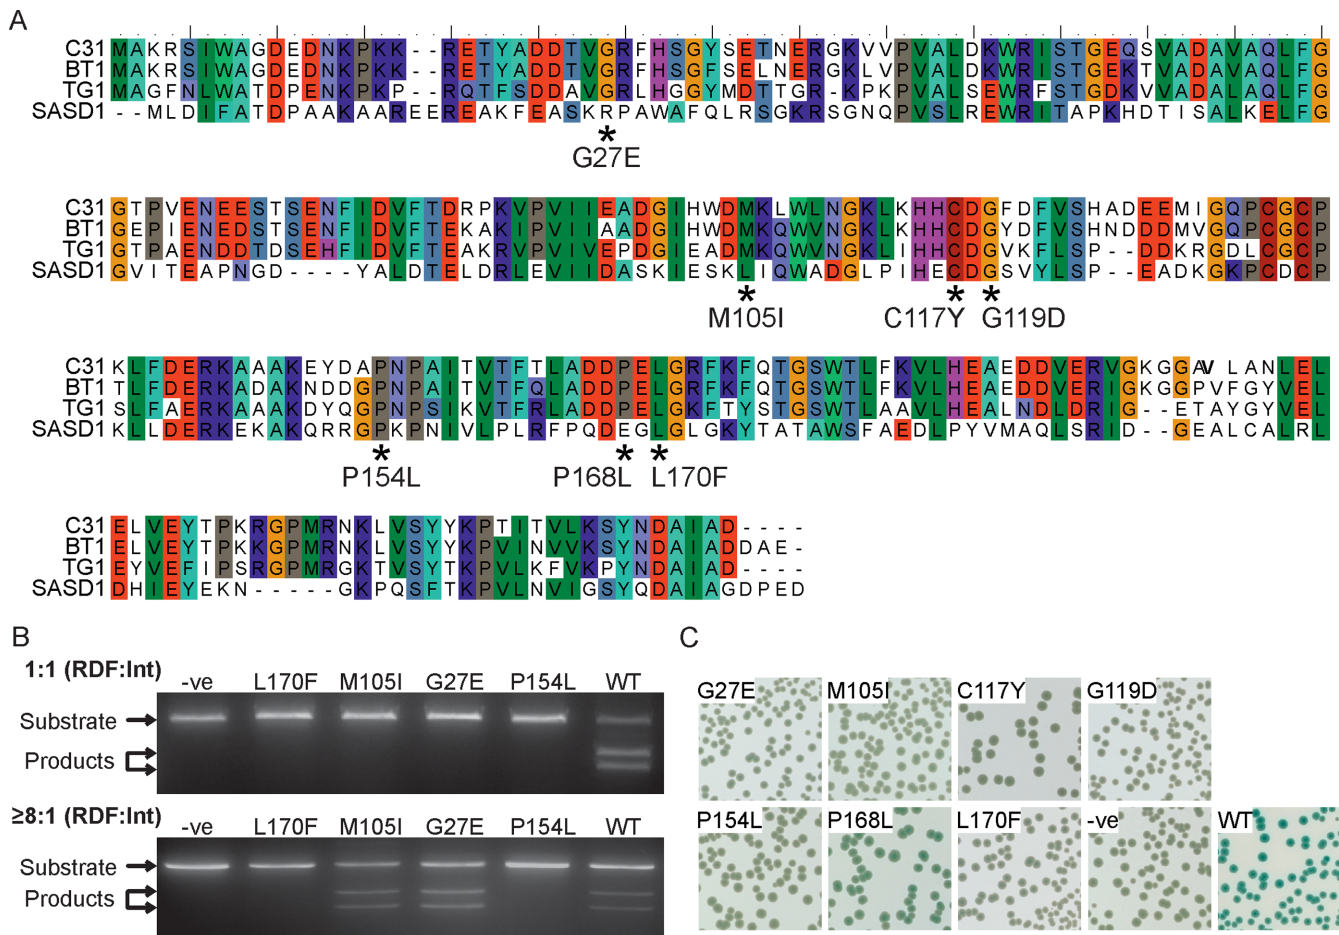 A
C31 MAKRSIWAGDEDNKPKK--RETYADDTVGRFHSGYSETNERGKVVPVALDKWRISTGEQSVADAVAQLFG
BT1 MAKRSIWAGDEDNKPKK--RETYADDTVGRFHSGFSELNERGKLVPVALDKWRISTGEKTVADAVAQLFG
TG1 MAGFNLWATDPENKPKP--RQTFSDDAVGRLHGGYMDTTGR-KPKPVALSEWRFSTGDKVVADALAQLFG
SASD1 --MLDIFATDPAAKAAREEREAKFEASKRPAWAFQLRSGKRSGNQPVSLREWRITAPKHDTISALKELFG
*
G27E
C31 GTPVENEESTSENFIDVFTDRPKVPVIIEADGIHWDMKLWLNGKLKHHCDGFDFVSHADEEMIGQPCGCP
BT1 GEPIENEDSTSENFIDVFTEKAKIPVIIAADGIHWDMKQWVNGKLKHHCDGYDFVSHNDDDMVGQPCGCP
TG1 GTPAENEDTDSEHFIDVFTEAKRVPVIVEPDGIEADMKQWVNGKLIHHCDGVKFLSP--DDKRGDLCGCP
SASD1 GVITEAPNGD----YALDTELDRLEVIIDASKIESKLIQWADGLPIHECDGSVYLSP--EADKGKPCDCP
* * *
M105I C117Y G119D
C31 KLFDERKAAAKEYDAPNPAITVTFTLADDPELGRFKFQTGSWTLFKVLHEAEDDVERVGKGGAVLANLEL
BT1 TLFDERKADAKNDDGPNPAITVTFQLADDPELGRFKFQTGSWTLFKVLHEAEDDVERIGKGGPVFGYVEL
TG1 SLFAERKAAAKDYQGPNPSIKVTFRLADDPELGKFTYSTGSWTLAAVLHEALNDLDRIG--ETAYGYVEL
SASD1 KLLDERKEKAKQRRGPKPNIVLPLRFPQDEGLGLGKYTATAWSFAEDLPYVMAQLSRID--GEALCALRL
* * *
P154L P168L L170F
C31 ELVEYTPKRGPMRNKLVSYYKPTITVLKSYNDAIAD----
BT1 ELVEYTPKKGPMRNKLVSYYKPVINVVKSYNDAIADDAE-
TG1 EYVEFIPSRGPMRGKTVSYTKPVLKFVKPYNDAIAD----
SASD1 DHIEYEKN-----GKPQSFTKPVLNVIGSYQDAIAGDPED
B
1:1 (RDF:Int)
-ve L170F M105I G27E P154L WT
Substrate
Products
≥8:1 (RDF:Int)
-ve L170F M105I G27E P154L WT
Substrate
Products
C
G27E M105I C117Y G119D
P154L P168L L170F -ve WT